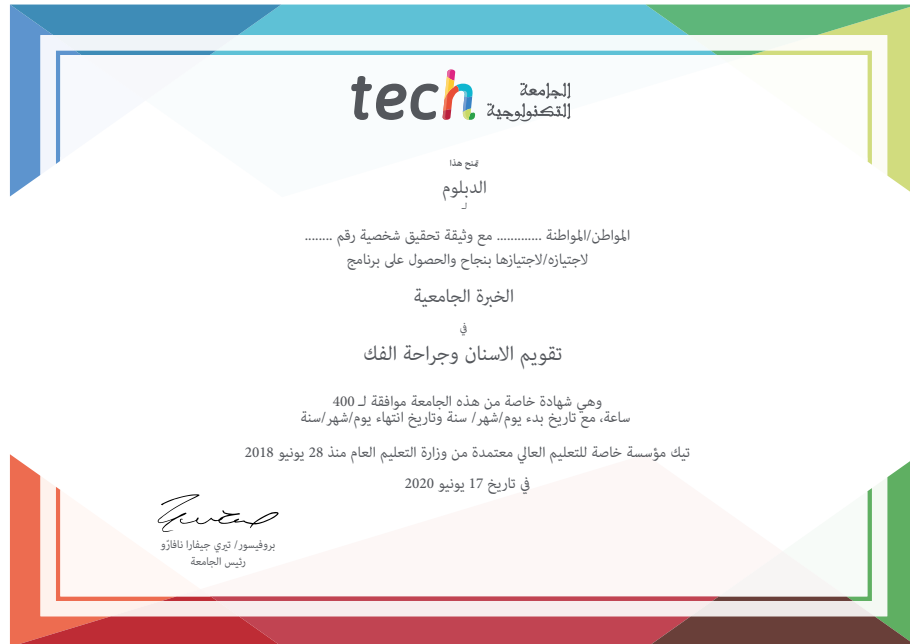 tech الجامعة
التكنولوجية
يمنح هذا
الدبلوم
لـ
المواطن/المواطنة ............. مع وثيقة تحقيق شخصية رقم ........
لاجتيازه/لاجتيازها بنجاح والحصول على برنامج
الخبرة الجامعية
في
تقويم الاسنان وجراحة الفك
وهي شهادة خاصة من هذه الجامعة موافقة لـ 400
ساعة، مع تاريخ بدء يوم/شهر/ سنة وتاريخ انتهاء يوم/شهر/سنة
تيك مؤسسة خاصة للتعليم العالي معتمدة من وزارة التعليم العام منذ 28 يونيو 2018
في تاريخ 17 يونيو 2020
بروفيسور/ تيري جيفارا نافارّو
رئيس الجامعة